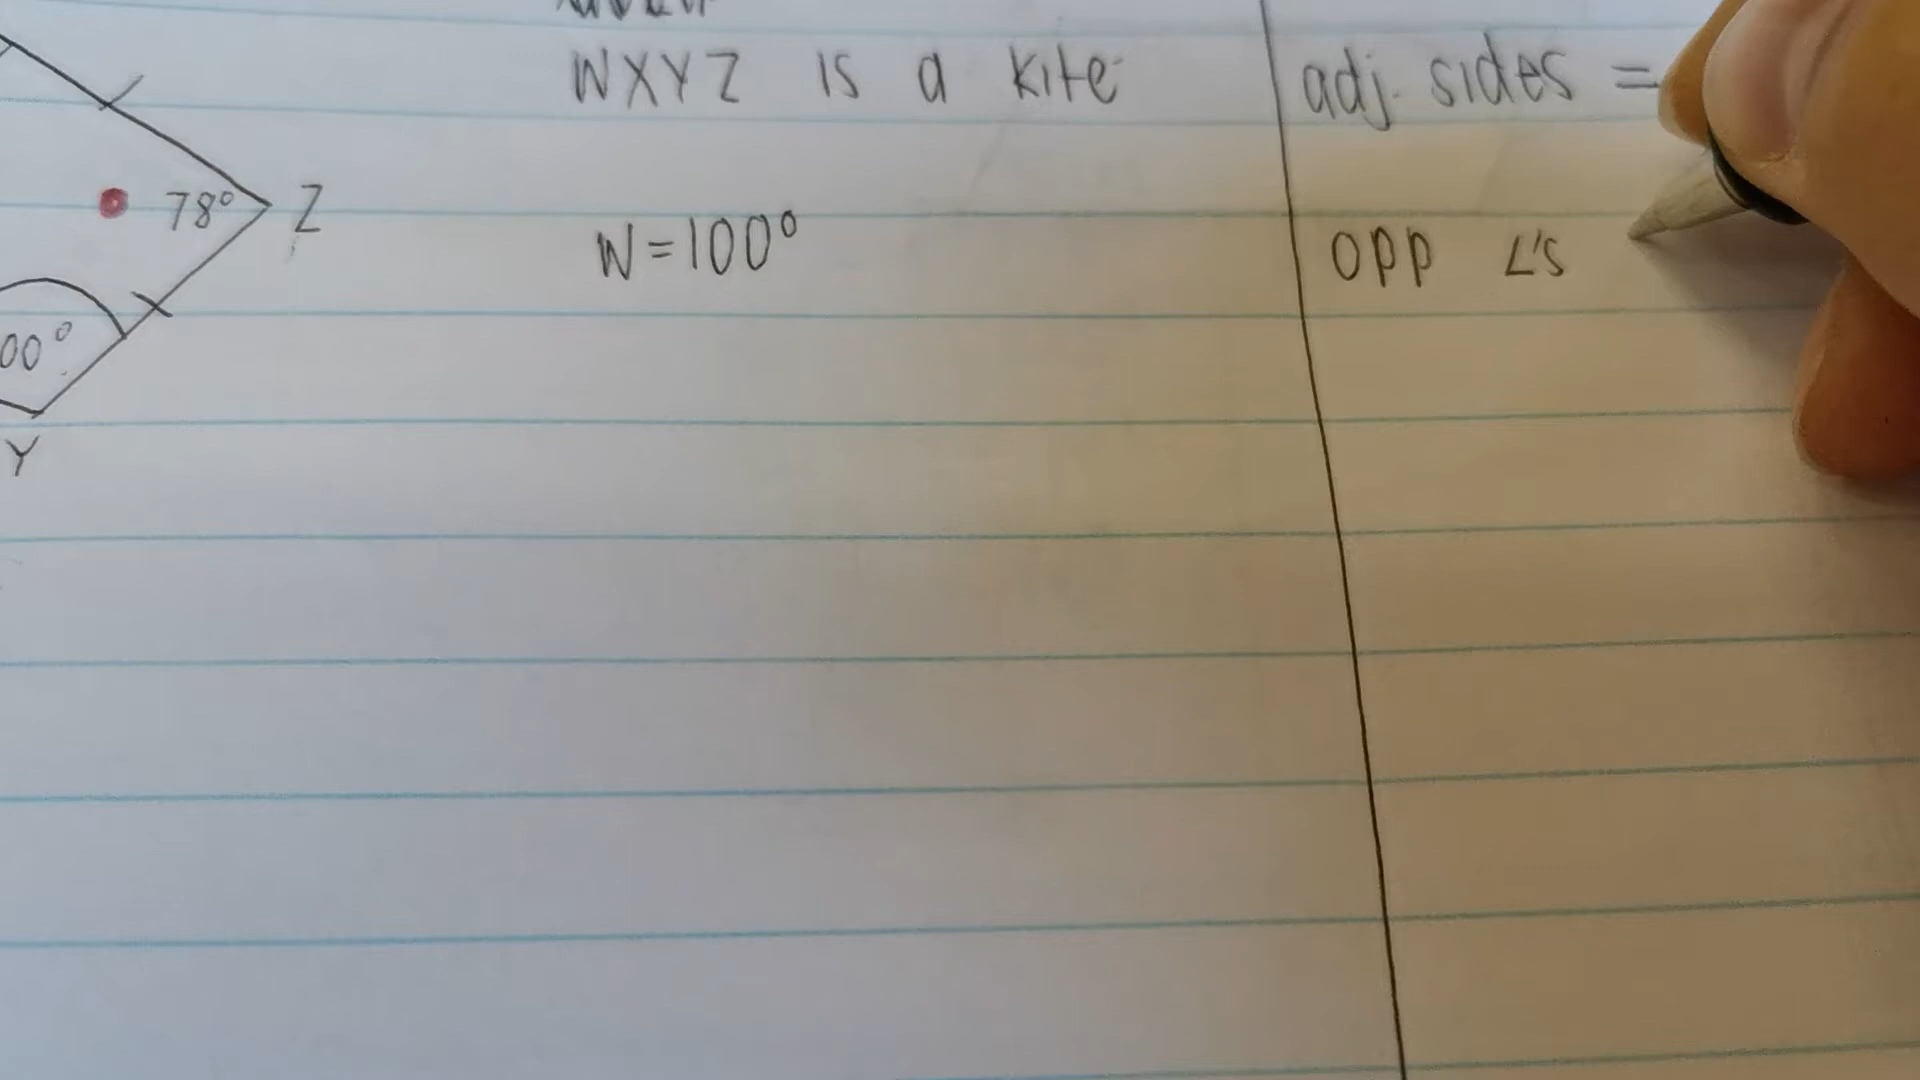 WXYZ is a kite
adj. sides =
78° Z
W=100°
opp L's
00°
Y